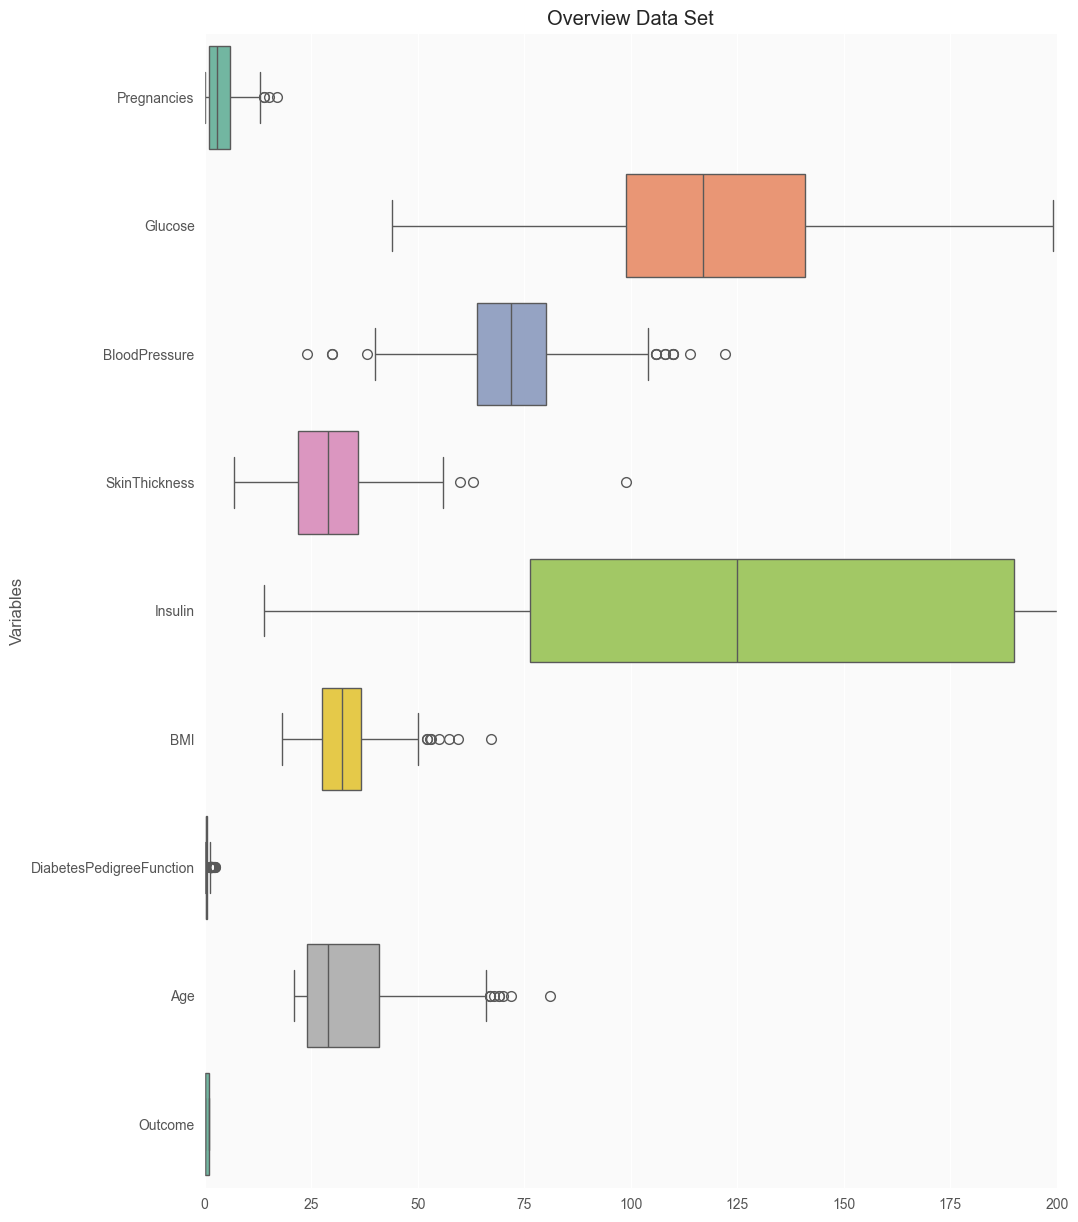 Overview Data Set
Variables
Pregnancies
Glucose
BloodPressure
SkinThickness
Insulin
BMI
DiabetesPedigreeFunction
Age
Outcome
0 25 50 75 100 125 150 175 200